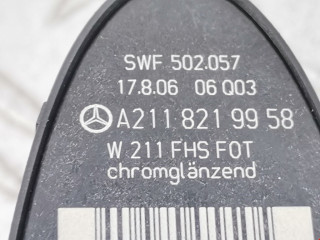 SWF 502.057
17.8.06 06 Q03
A211 821 99 58
W 211 FHS FOT
chromglänzend